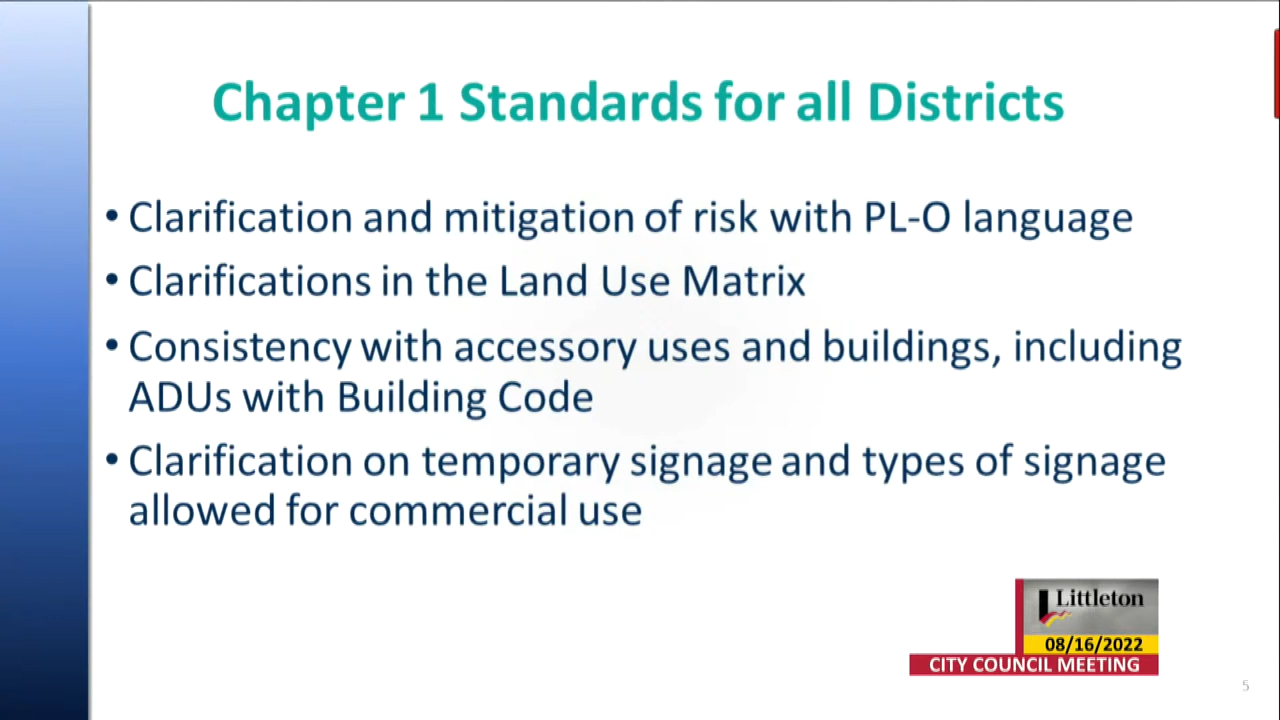 Chapter 1 Standards for all Districts
• Clarification and mitigation of risk with PL-O language
• Clarifications in the Land Use Matrix
• Consistency with accessory uses and buildings, including
ADUs with Building Code
• Clarification on temporary signage and types of signage
allowed for commercial use
Littleton
08/16/2022
CITY COUNCIL MEETING
5